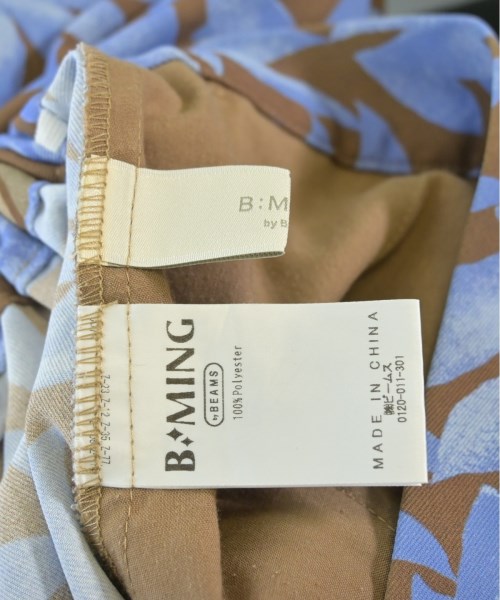 B:M
by B
B:MING
by BEAMS
100%Polyester
MADE IN CHINA
㈱ビームス
0120-011-301